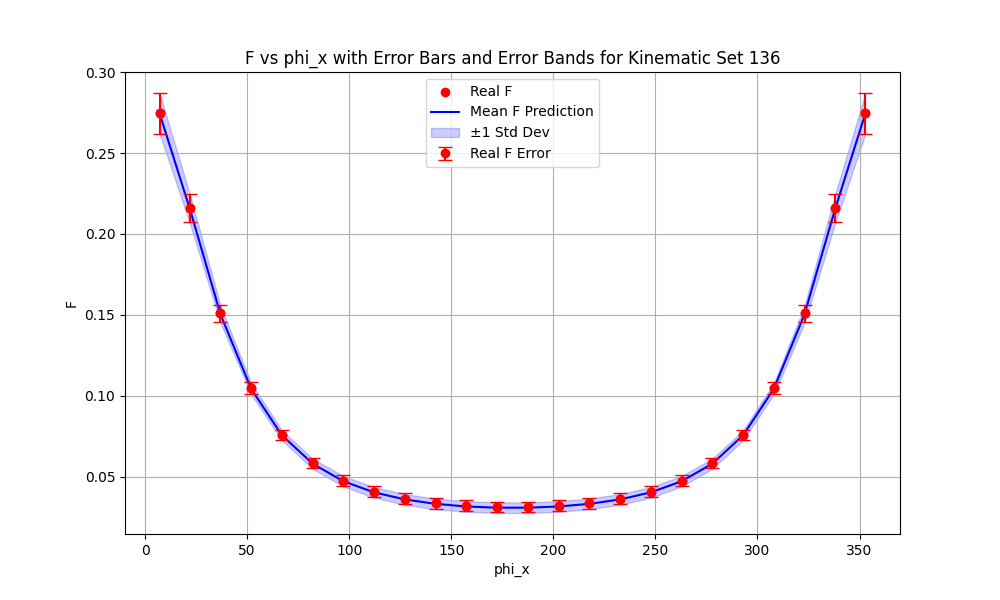 F vs phi_x with Error Bars and Error Bands for Kinematic Set 136
Real F
Mean F Prediction
±1 Std Dev
Real F Error
0.30
0.25
0.20
0.15
0.10
0.05
F
0 50 100 150 200 250 300 350
phi_x